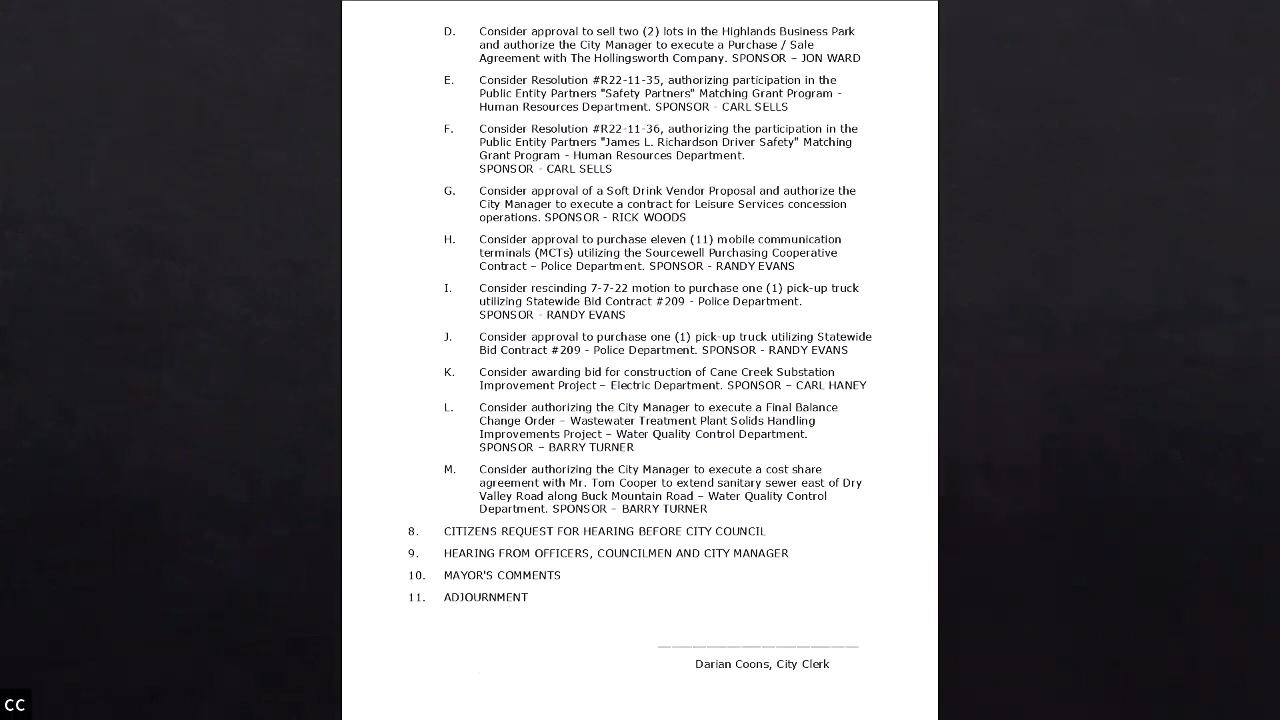 D. Consider approval to sell two (2) lots in the Highlands Business Park
and authorize the City Manager to execute a Purchase / Sale
Agreement with The Hollingsworth Company. SPONSOR – JON WARD
E. Consider Resolution #R22-11-35, authorizing participation in the
Public Entity Partners "Safety Partners" Matching Grant Program -
Human Resources Department. SPONSOR - CARL SELLS
F. Consider Resolution #R22-11-36, authorizing the participation in the
Public Entity Partners "James L. Richardson Driver Safety" Matching
Grant Program - Human Resources Department.
SPONSOR - CARL SELLS
G. Consider approval of a Soft Drink Vendor Proposal and authorize the
City Manager to execute a contract for Leisure Services concession
operations. SPONSOR - RICK WOODS
H. Consider approval to purchase eleven (11) mobile communication
terminals (MCTs) utilizing the Sourcewell Purchasing Cooperative
Contract – Police Department. SPONSOR - RANDY EVANS
I. Consider rescinding 7-7-22 motion to purchase one (1) pick-up truck
utilizing Statewide Bid Contract #209 - Police Department.
SPONSOR - RANDY EVANS
J. Consider approval to purchase one (1) pick-up truck utilizing Statewide
Bid Contract #209 - Police Department. SPONSOR - RANDY EVANS
K. Consider awarding bid for construction of Cane Creek Substation
Improvement Project – Electric Department. SPONSOR – CARL HANEY
L. Consider authorizing the City Manager to execute a Final Balance
Change Order – Wastewater Treatment Plant Solids Handling
Improvements Project – Water Quality Control Department.
SPONSOR – BARRY TURNER
M. Consider authorizing the City Manager to execute a cost share
agreement with Mr. Tom Cooper to extend sanitary sewer east of Dry
Valley Road along Buck Mountain Road – Water Quality Control
Department. SPONSOR – BARRY TURNER
8. CITIZENS REQUEST FOR HEARING BEFORE CITY COUNCIL
9. HEARING FROM OFFICERS, COUNCILMEN AND CITY MANAGER
10. MAYOR'S COMMENTS
11. ADJOURNMENT
Darian Coons, City Clerk
CC